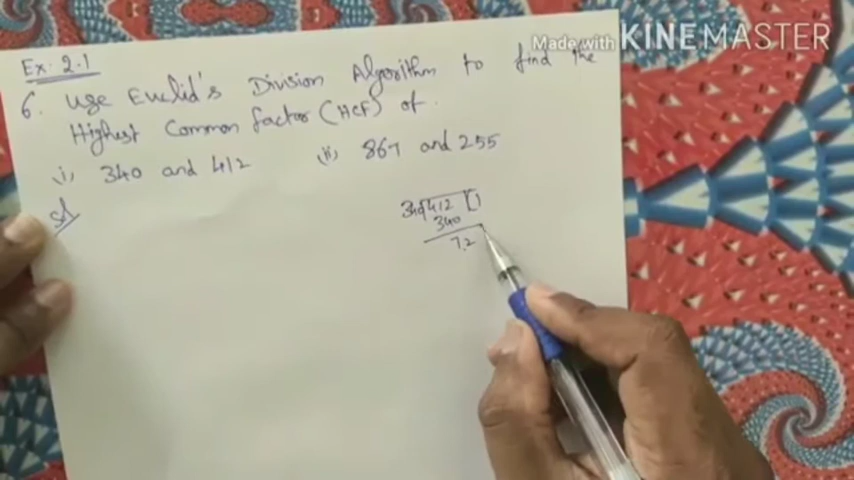 Made with KINEMASTER
Ex: 2.1
6. Use Euclid's Division Algorithm to find the
Highest Common factor (HCF) of.
(i) 340 and 412 (ii) 867 and 255
Sol
340 412 1
340
72